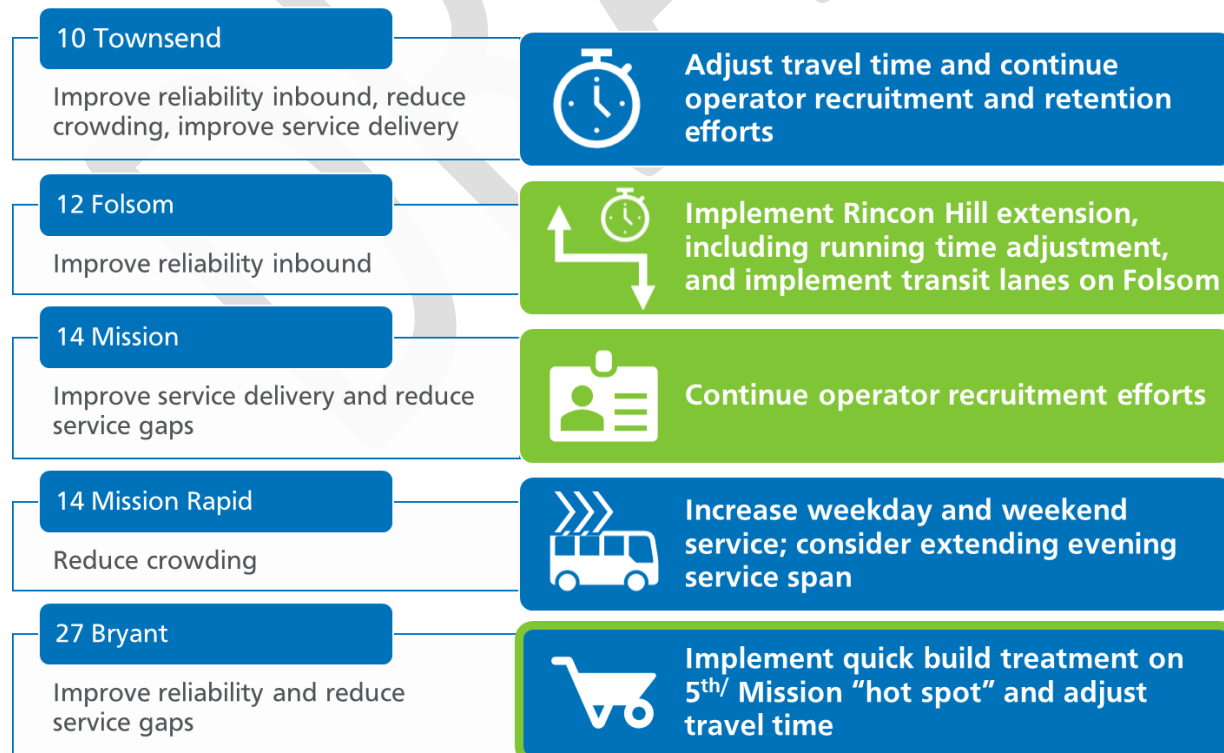 10 Townsend
Improve reliability inbound, reduce
crowding, improve service delivery
Adjust travel time and continue
operator recruitment and retention
efforts
12 Folsom
Improve reliability inbound
Implement Rincon Hill extension,
including running time adjustment,
and implement transit lanes on Folsom
14 Mission
Improve service delivery and reduce
service gaps
Continue operator recruitment efforts
14 Mission Rapid
Reduce crowding
Increase weekday and weekend
service; consider extending evening
service span
27 Bryant
Improve reliability and reduce
service gaps
Implement quick build treatment on
5th/ Mission “hot spot” and adjust
travel time